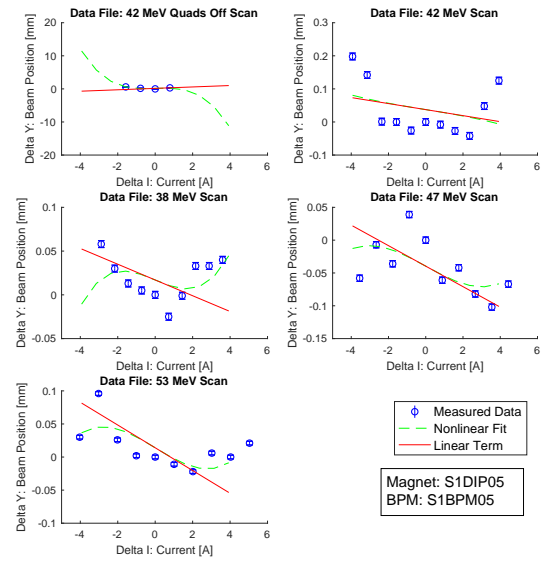 Data File: 42 MeV Quads Off Scan
Delta Y: Beam Position [mm]
20
10
0
10
20
-6
-4
-2
0
2
4
6
Delta I: Current [A]
Data File: 42 MeV Scan
Delta Y: Beam Position [mm]
0.3
0.2
0.1
0
0.1
-6
-4
-2
0
2
4
6
Delta I: Current [A]
Data File: 38 MeV Scan
Delta Y: Beam Position [mm]
0.1
0.05
0
-0.05
-6
-4
-2
0
2
4
6
Delta I: Current [A]
Data File: 47 MeV Scan
Delta Y: Beam Position [mm]
0.05
0
-0.05
-0.1
-0.15
-6
-4
-2
0
2
4
6
Delta I: Current [A]
Data File: 53 MeV Scan
Delta Y: Beam Position [mm]
0.1
0.05
0
-0.05
-0.1
-6
-4
-2
0
2
4
6
Delta I: Current [A]
Measured Data
Nonlinear Fit
Linear Term
Magnet: S1DIP05
BPM: S1BPM05